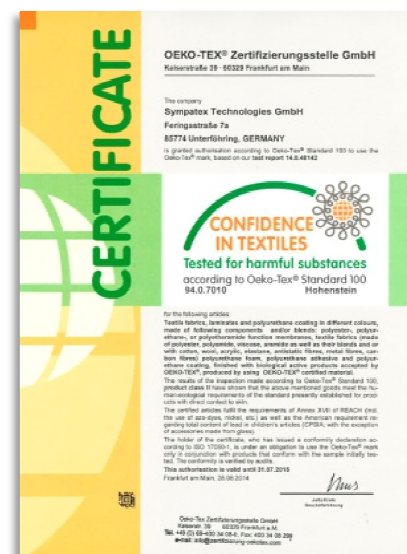 CERTIFICATE
OEKO-TEX® Zertifizierungsstelle GmbH
Kaiserstraße 39 · 60329 Frankfurt am Main
The company
Sympatex Technologies GmbH
Feringastraße 7a
85774 Unterföhring, GERMANY
is granted authorisation according to Oeko-Tex® Standard 100 to use the
Oeko-Tex® mark, based on our test report 14.0.48142
CONFIDENCE
IN TEXTILES
Tested for harmful substances
according to Oeko-Tex® Standard 100
94.0.7010 Hohenstein
for the following articles:
Textile fabrics, laminates and polyurethane coating in different colours,
made of following components and/or blends: polyester-, polyur-
ethane-, or polyetheramide function membranes, textile fabrics (made
of polyester, polyamide, viscose, aramide as well as their blends and or
with cotton, wool, acrylic, elastane, antistatic fibres, metal fibres, car-
bon fibres) polyurethane foam, polyurethane adhesive and polyur-
ethane coating, finished with biological active products accepted by
OEKO-TEX®, produced by using OEKO-TEX® certified material.
The results of the inspection made according to Oeko-Tex® Standard 100,
product class II have shown that the above mentioned goods meet the hu-
man-ecological requirements of the standard presently established for prod-
ucts with direct contact to skin.
The certified articles fulfil the requirements of Annex XVII of REACH (incl.
the use of azo-dyes, nickel, etc.) as well as the American requirement re-
garding total content of lead in children's articles (CPSIA; with the exception
of accessories made from glass).
The holder of the certificate, who has issued a conformity declaration ac-
cording to ISO 17050-1, is under an obligation to use the Oeko-Tex® mark
only in conjunction with products that conform with the sample initially tes-
ted. The conformity is verified by audits.
This authorisation is valid until 31.07.2015
Frankfurt am Main, 28.08.2014
Oeko-Tex Zertifizierungsstelle GmbH
Kaiserstr. 39 60329 Frankfurt a.M.
Tel. +49 (0) 69-400 34 08-0, Fax: 400 34 08 299